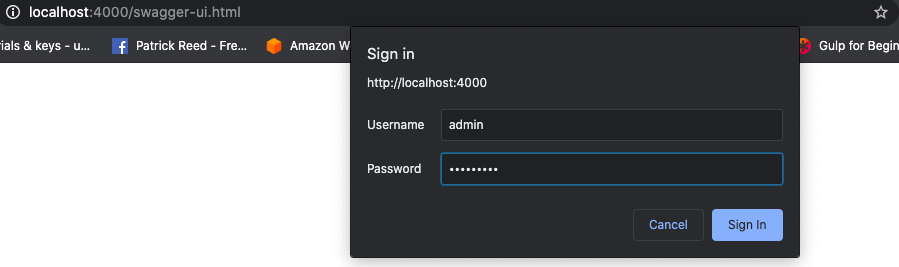 localhost:4000/swagger-ui.html
rials & keys - u... Patrick Reed - Fre... Amazon W Gulp for Begin
Sign in
http://localhost:4000
Username admin
Password •••••••••
Cancel Sign In